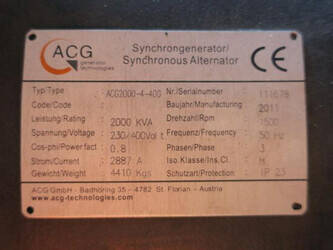 ACG
generator
technologies
Synchrongenerator/
Synchronous Alternator
CE
Typ/Type ACG2000-4-400 Nr./Serialnumber 111678
Code/Code : Baujahr/Manufacturing 2011
Leistung/Rating : 2000 KVA Drehzahl/Rpm : 1500
Spannung/Voltage : 230/400Volt Frequenz/Frequency : 50 Hz
Cos-phi/Power fact : 0.8 Phasen/Phase : 3
Strom/Current : 2887 A Iso.Klasse/Ins.Cl : H
Gewicht/Weight : 4410 Kgs Schutzart/Protection : IP 23
ACG GmbH - Badhöring 35 - 4782 St. Florian - Austria
www.acg-technologies.com